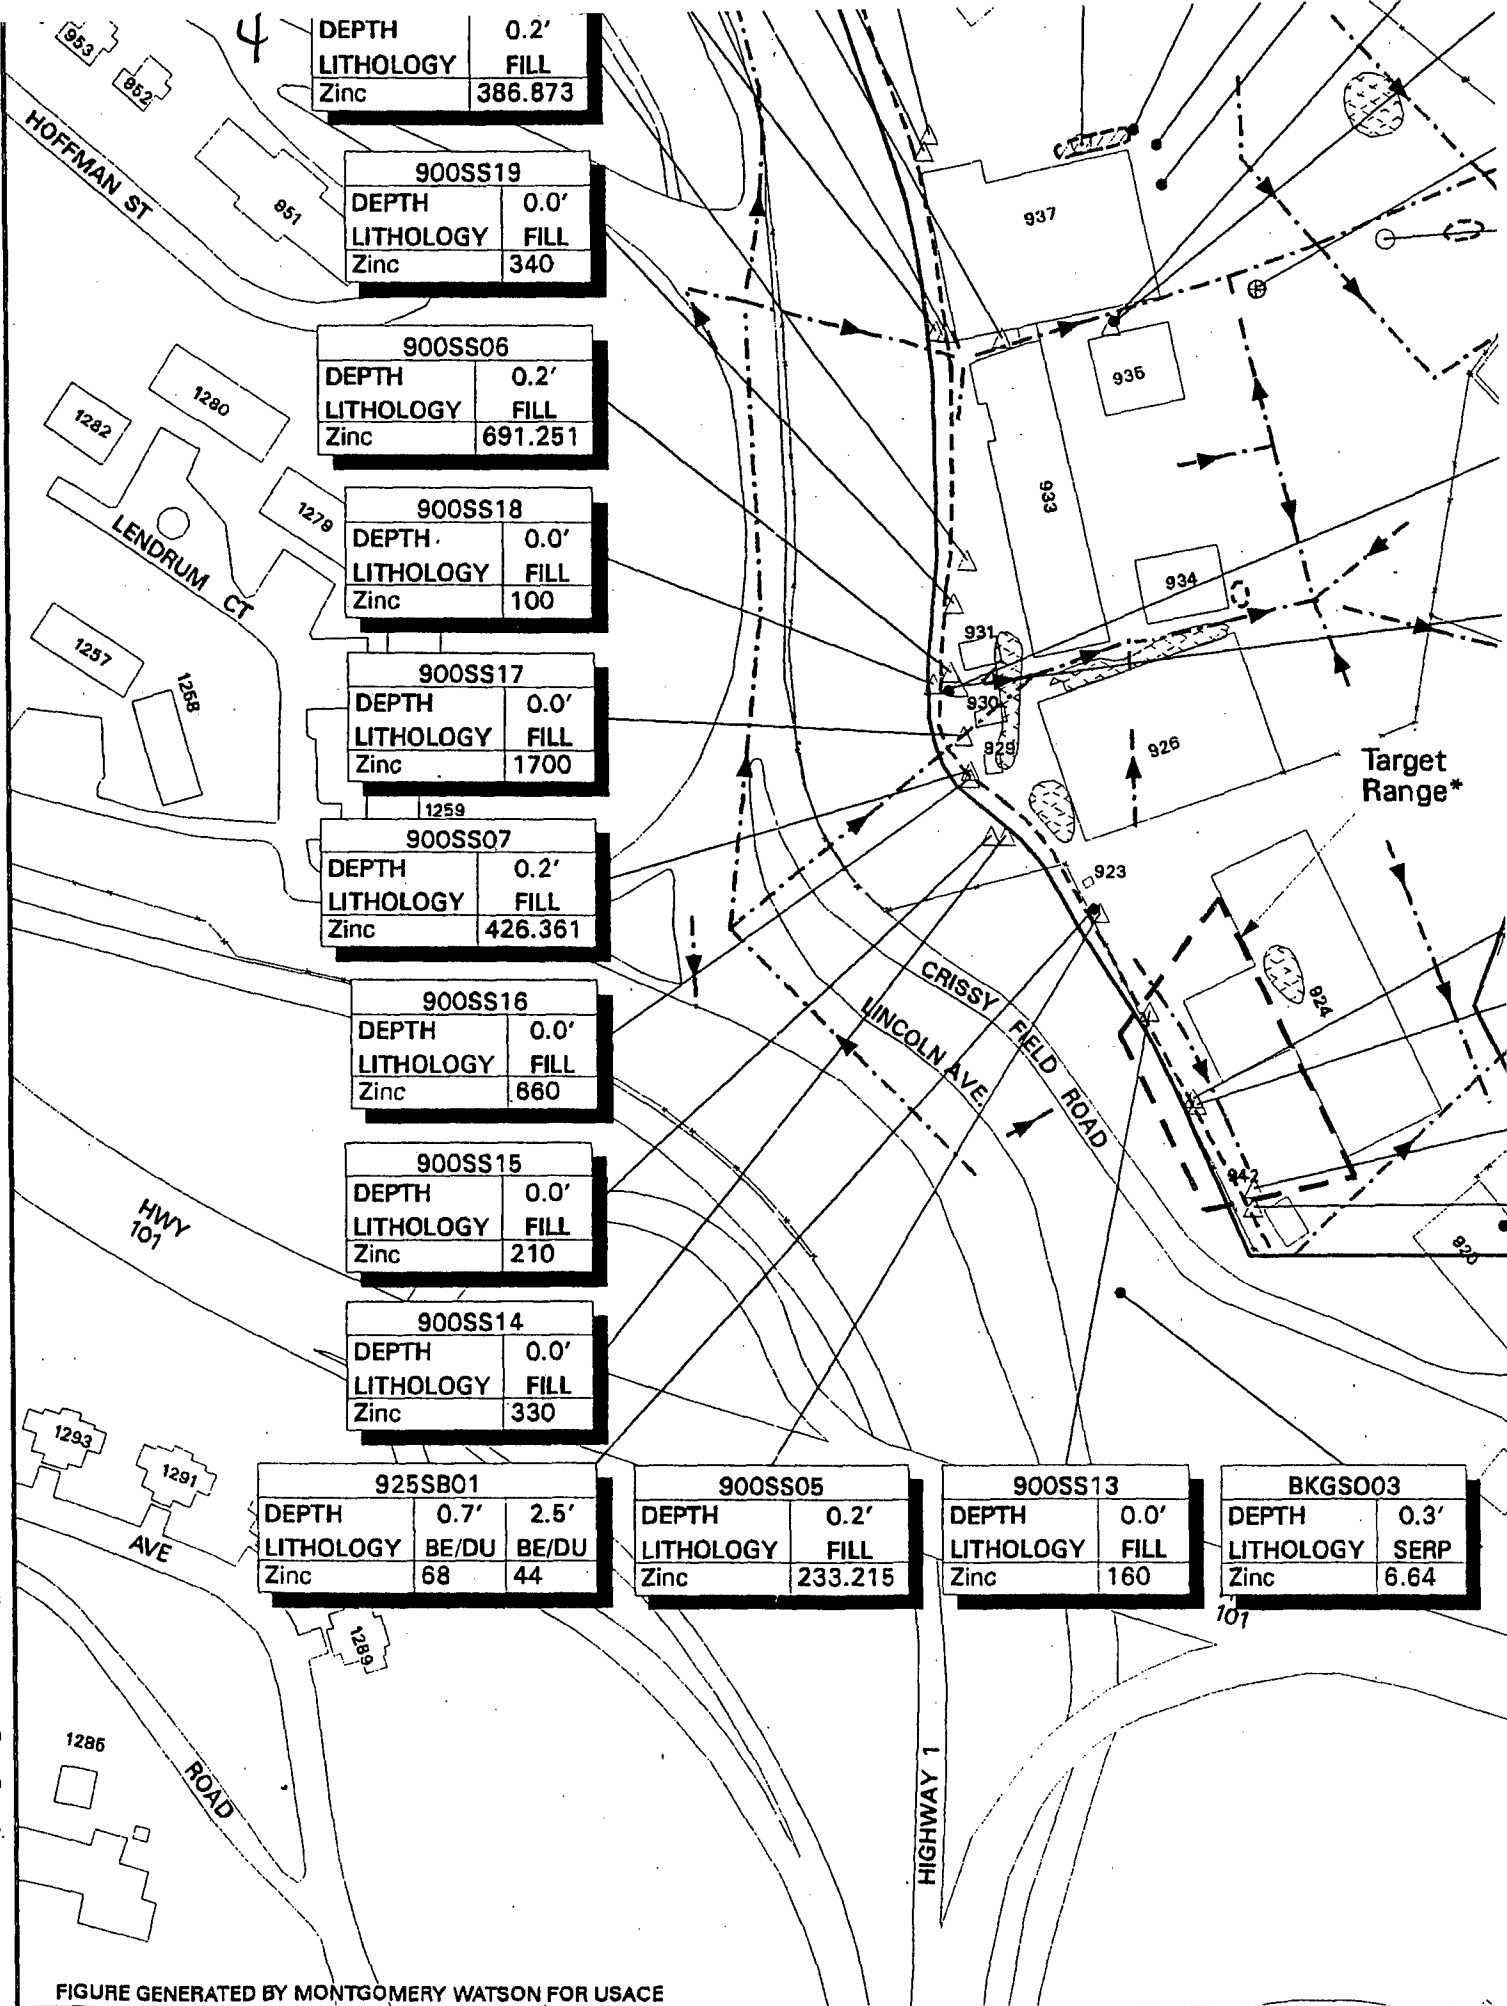 4
DEPTH 0.2'
LITHOLOGY FILL
Zinc 386.873
953
952
HOFFMAN ST
851
900SS19
DEPTH 0.0'
LITHOLOGY FILL
Zinc 340
937
935
900SS06
DEPTH 0.2'
LITHOLOGY FILL
Zinc 691.251
1280
1282
1279
933
900SS18
DEPTH 0.0'
LITHOLOGY FILL
Zinc 100
LENDRUM CT
934
931
1257
1258
900SS17
DEPTH 0.0'
LITHOLOGY FILL
Zinc 1700
930
929
926
Target
Range*
1259
900SS07
DEPTH 0.2'
LITHOLOGY FILL
Zinc 426.361
923
924
CRISSY FIELD ROAD
LINCOLN AVE.
900SS16
DEPTH 0.0'
LITHOLOGY FILL
Zinc 660
942
920
HWY
101
900SS15
DEPTH 0.0'
LITHOLOGY FILL
Zinc 210
900SS14
DEPTH 0.0'
LITHOLOGY FILL
Zinc 330
1293
1291
AVE
925SB01
DEPTH 0.7' 2.5'
LITHOLOGY BE/DU BE/DU
Zinc 68 44
900SS05
DEPTH 0.2'
LITHOLOGY FILL
Zinc 233.215
900SS13
DEPTH 0.0'
LITHOLOGY FILL
Zinc 160
BKGSO03
DEPTH 0.3'
LITHOLOGY SERP
Zinc 6.64
101
1289
1285
ROAD
HIGHWAY 1
FIGURE GENERATED BY MONTGOMERY WATSON FOR USACE